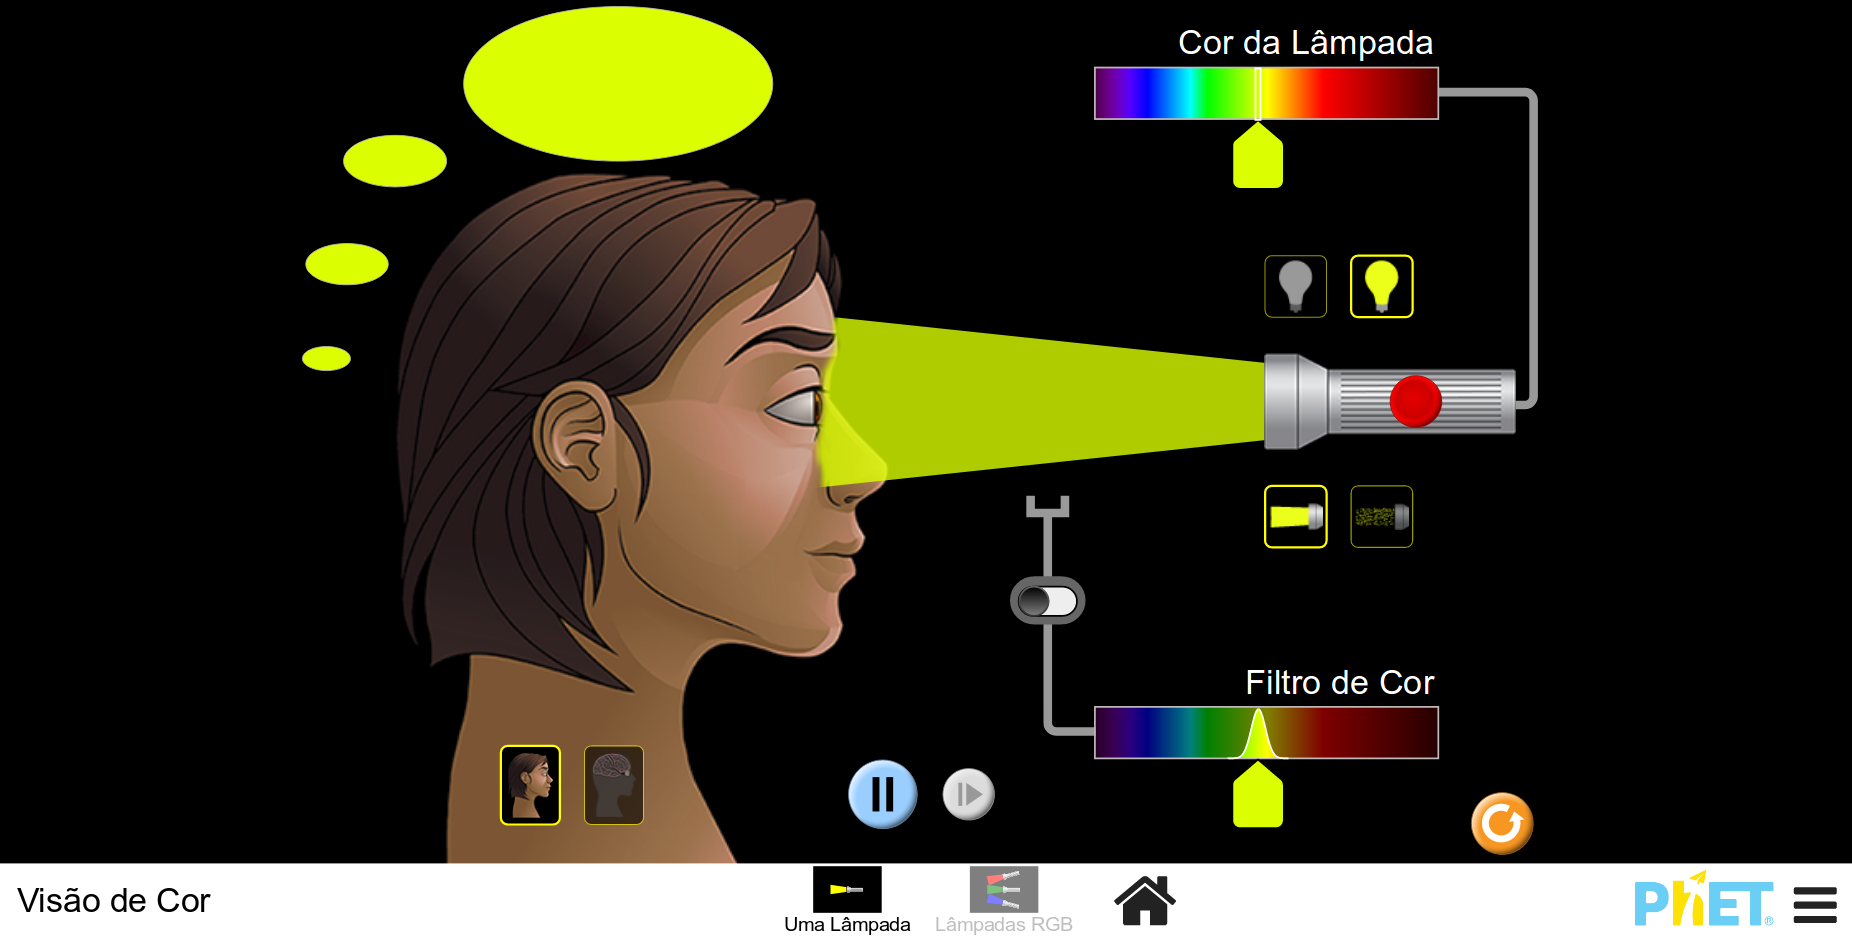 Cor da Lâmpada
Filtro de Cor
Visão de Cor
Uma Lâmpada
Lâmpadas RGB
PhET®